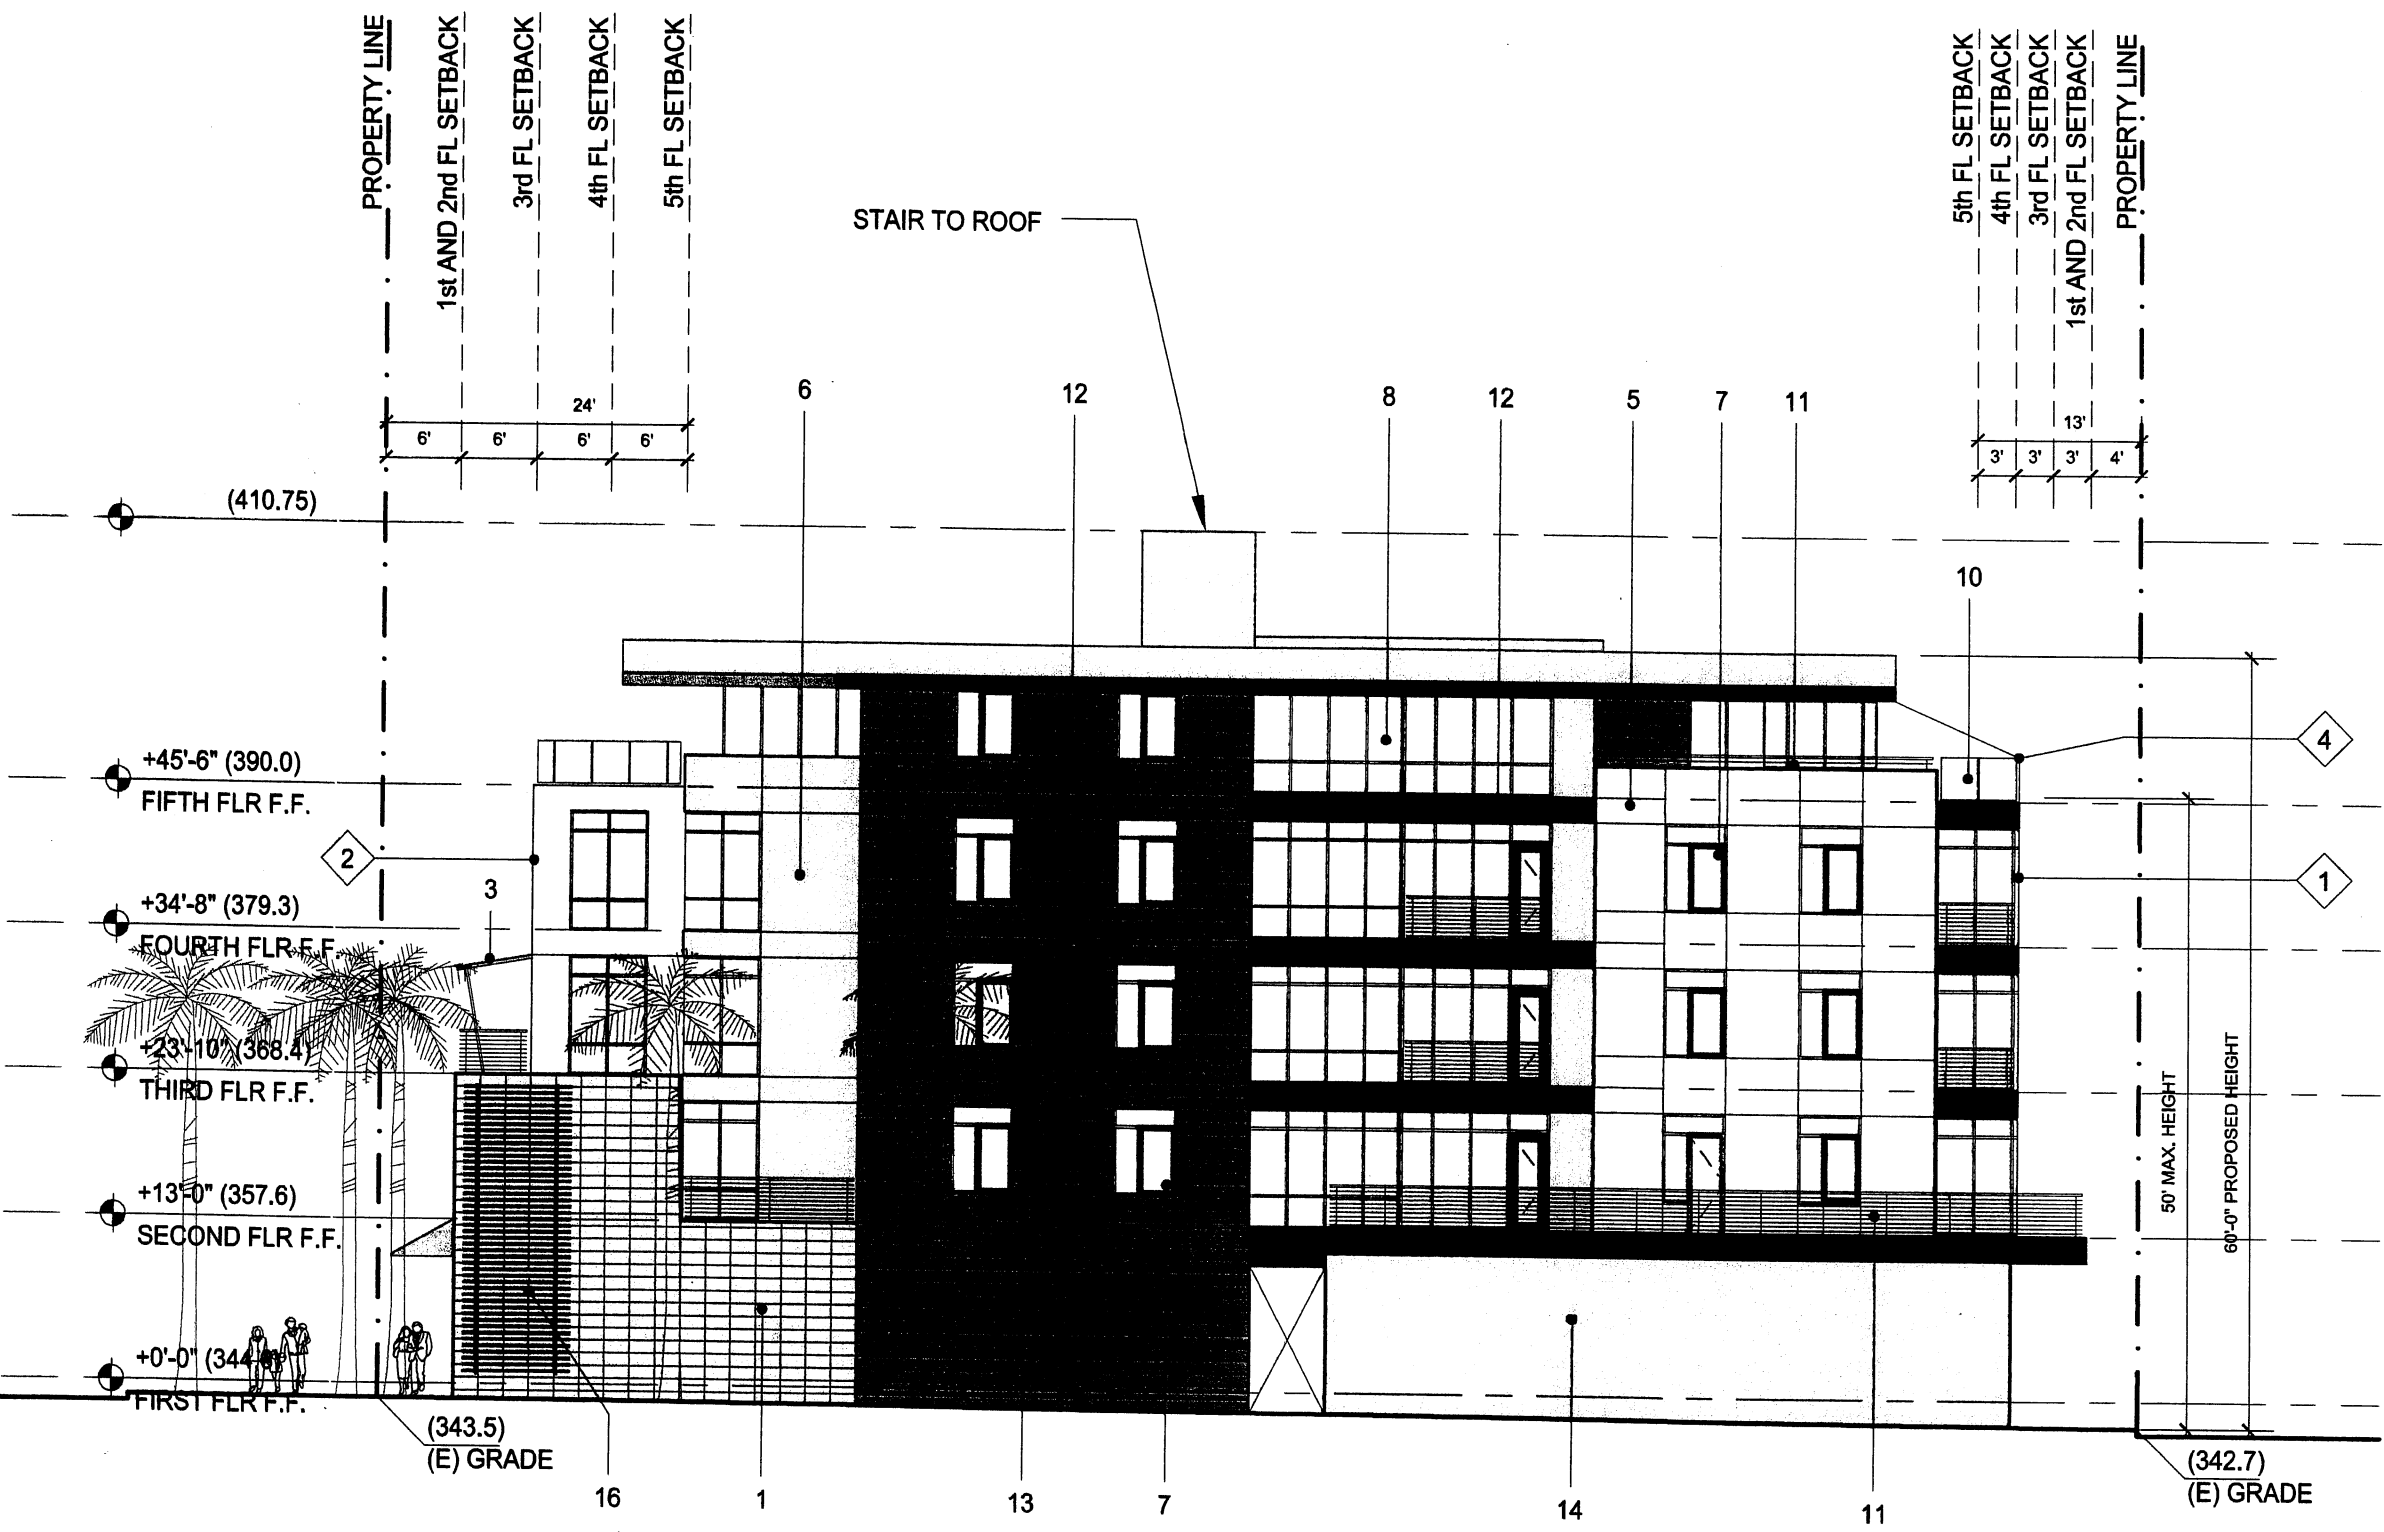 PROPERTY LINE
1st AND 2nd FL SETBACK
3rd FL SETBACK
4th FL SETBACK
5th FL SETBACK
5th FL SETBACK
4th FL SETBACK
3rd FL SETBACK
1st AND 2nd FL SETBACK
PROPERTY LINE
STAIR TO ROOF
24'
6'
6'
6'
6'
13'
3'
3'
3'
4'
6
12
8
12
5
7
11
10
(410.75)
+45'-6" (390.0)
FIFTH FLR F.F.
4
2
1
3
+34'-8" (379.3)
FOURTH FLR F.F.
+23'-10" (368.4)
THIRD FLR F.F.
50' MAX. HEIGHT
60'-0" PROPOSED HEIGHT
+13'-0" (357.6)
SECOND FLR F.F.
+0'-0"
FIRST FLR F.F.
(343.5)
(E) GRADE
(342.7)
(E) GRADE
16
1
13
7
14
11